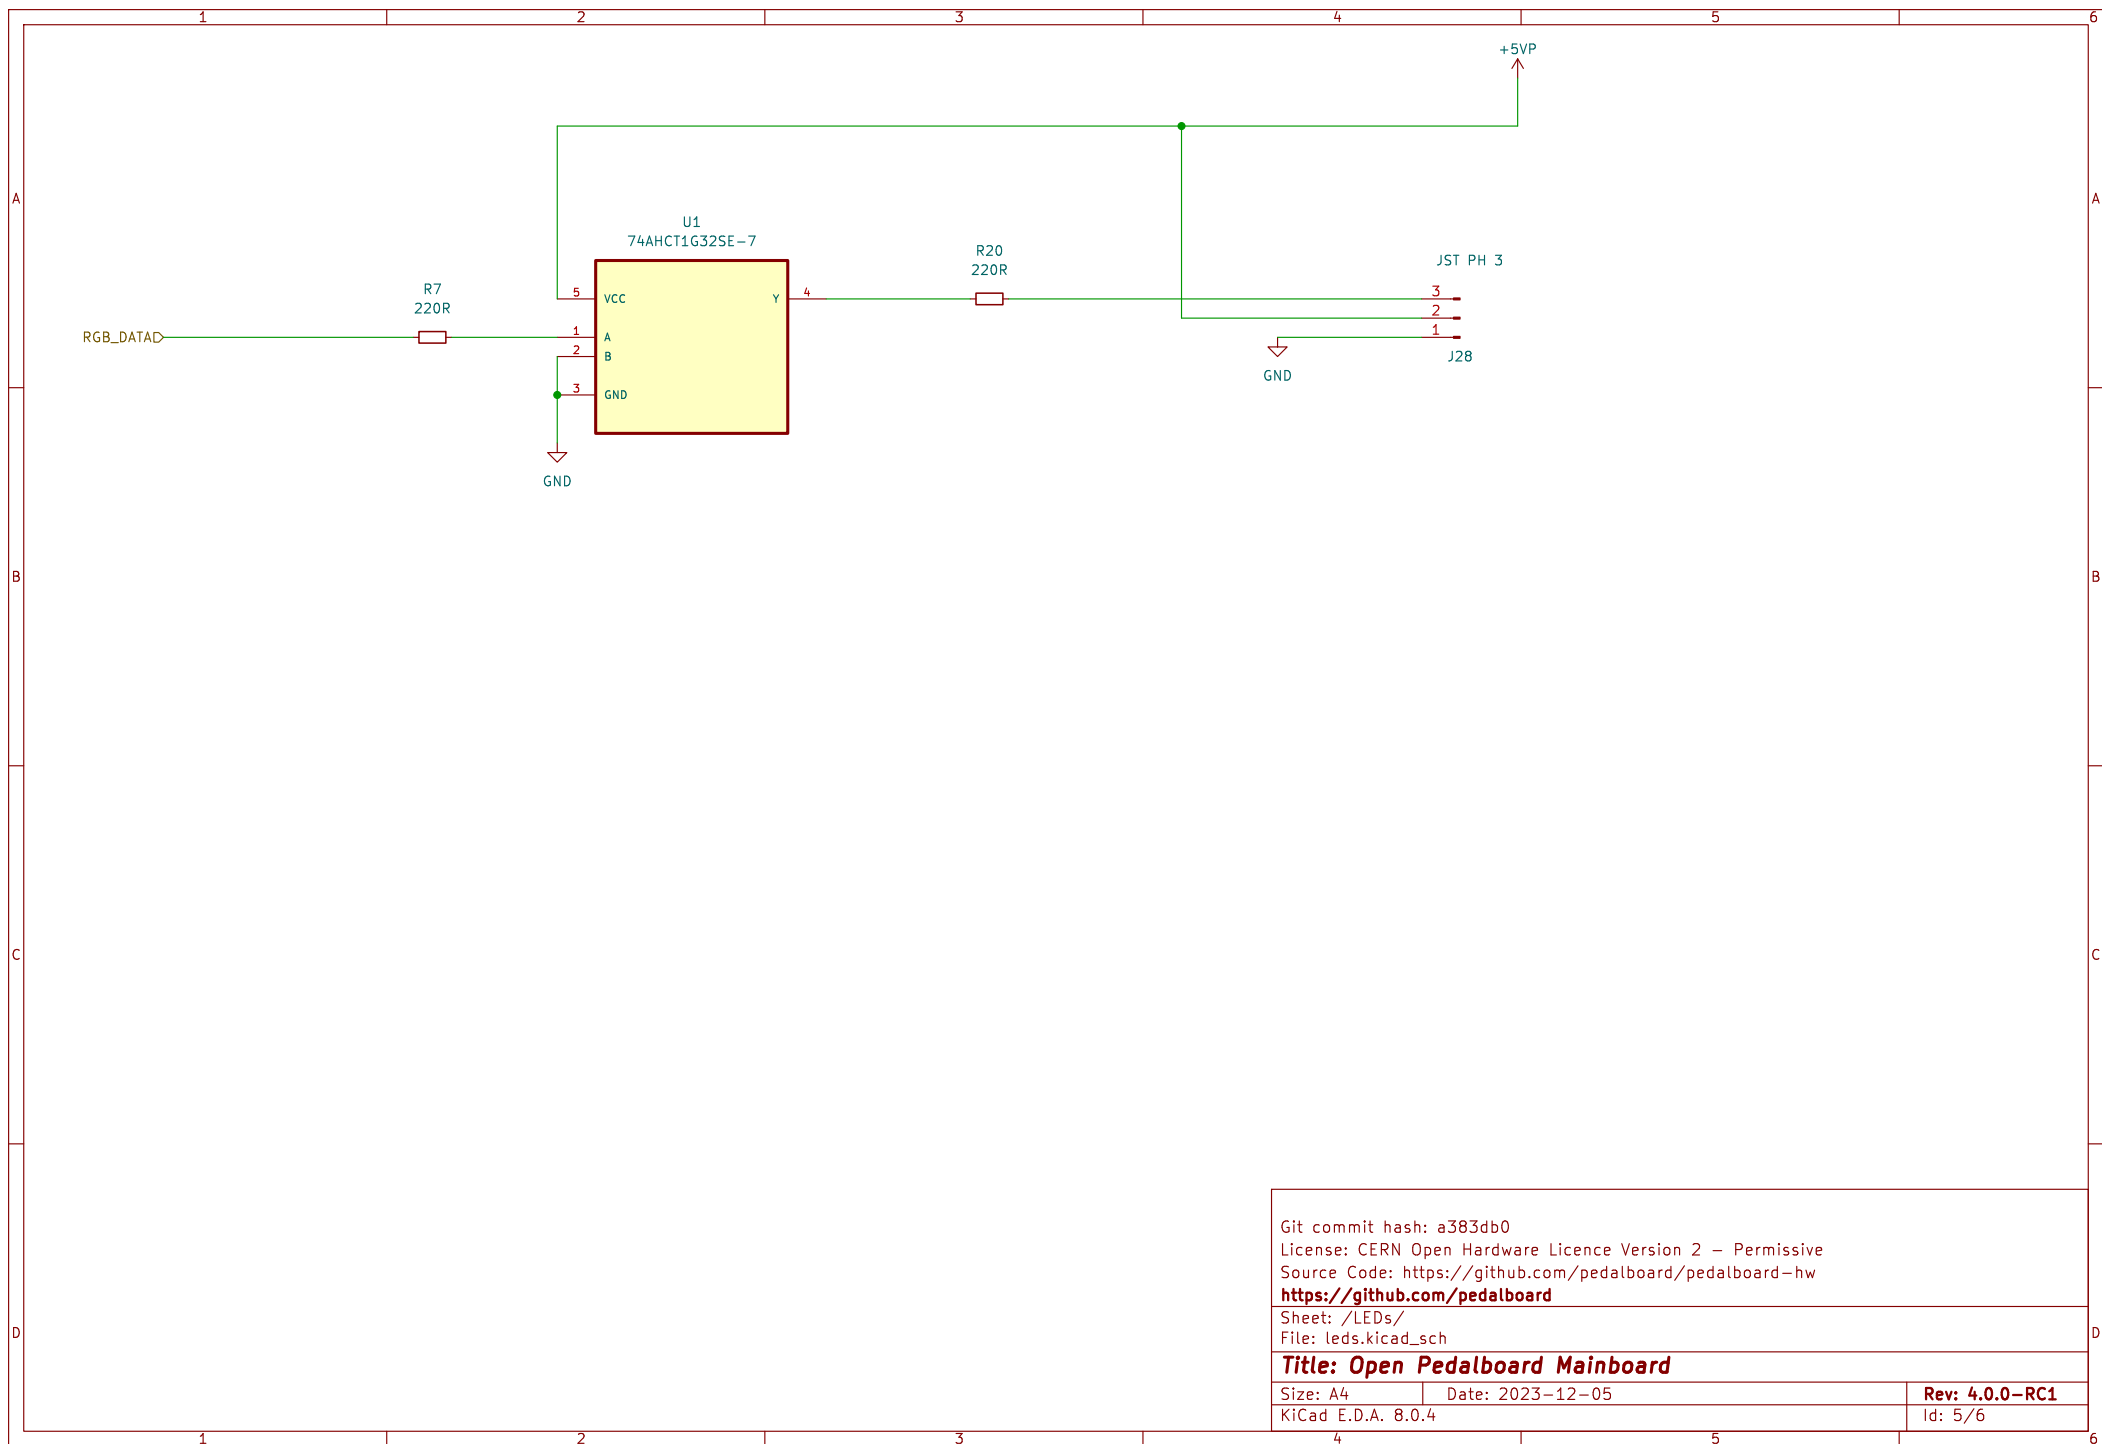 1 2 3 4 5 6
+5VP
A A
U1
74AHCT1G32SE-7
R20
220R
JST PH 3
R7
220R
5 VCC Y 4
3
2
1
J28
RGB_DATA
1 A
2 B
GND
3 GND
GND
B B
C C
Git commit hash: a383db0
License: CERN Open Hardware Licence Version 2 - Permissive
Source Code: https://github.com/pedalboard/pedalboard-hw
https://github.com/pedalboard
Sheet: /LEDs/
File: leds.kicad_sch
D D
Title: Open Pedalboard Mainboard
Size: A4 Date: 2023-12-05 Rev: 4.0.0-RC1
KiCad E.D.A. 8.0.4 Id: 5/6
1 2 3 4 5 6